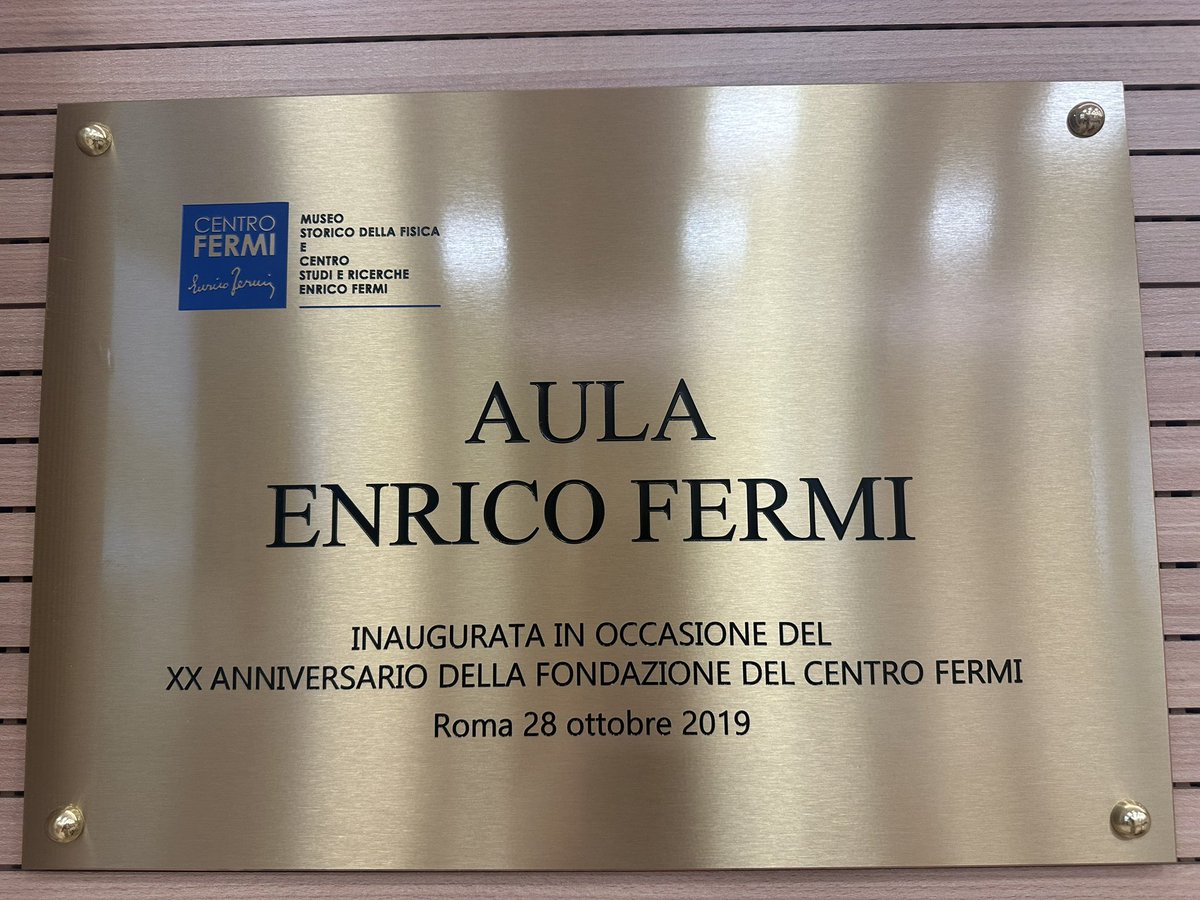 CENTRO
FERMI
Enrico Fermi
MUSEO
STORICO DELLA FISICA
E
CENTRO
STUDI E RICERCHE
ENRICO FERMI
AULA
ENRICO FERMI
INAUGURATA IN OCCASIONE DEL
XX ANNIVERSARIO DELLA FONDAZIONE DEL CENTRO FERMI
Roma 28 ottobre 2019